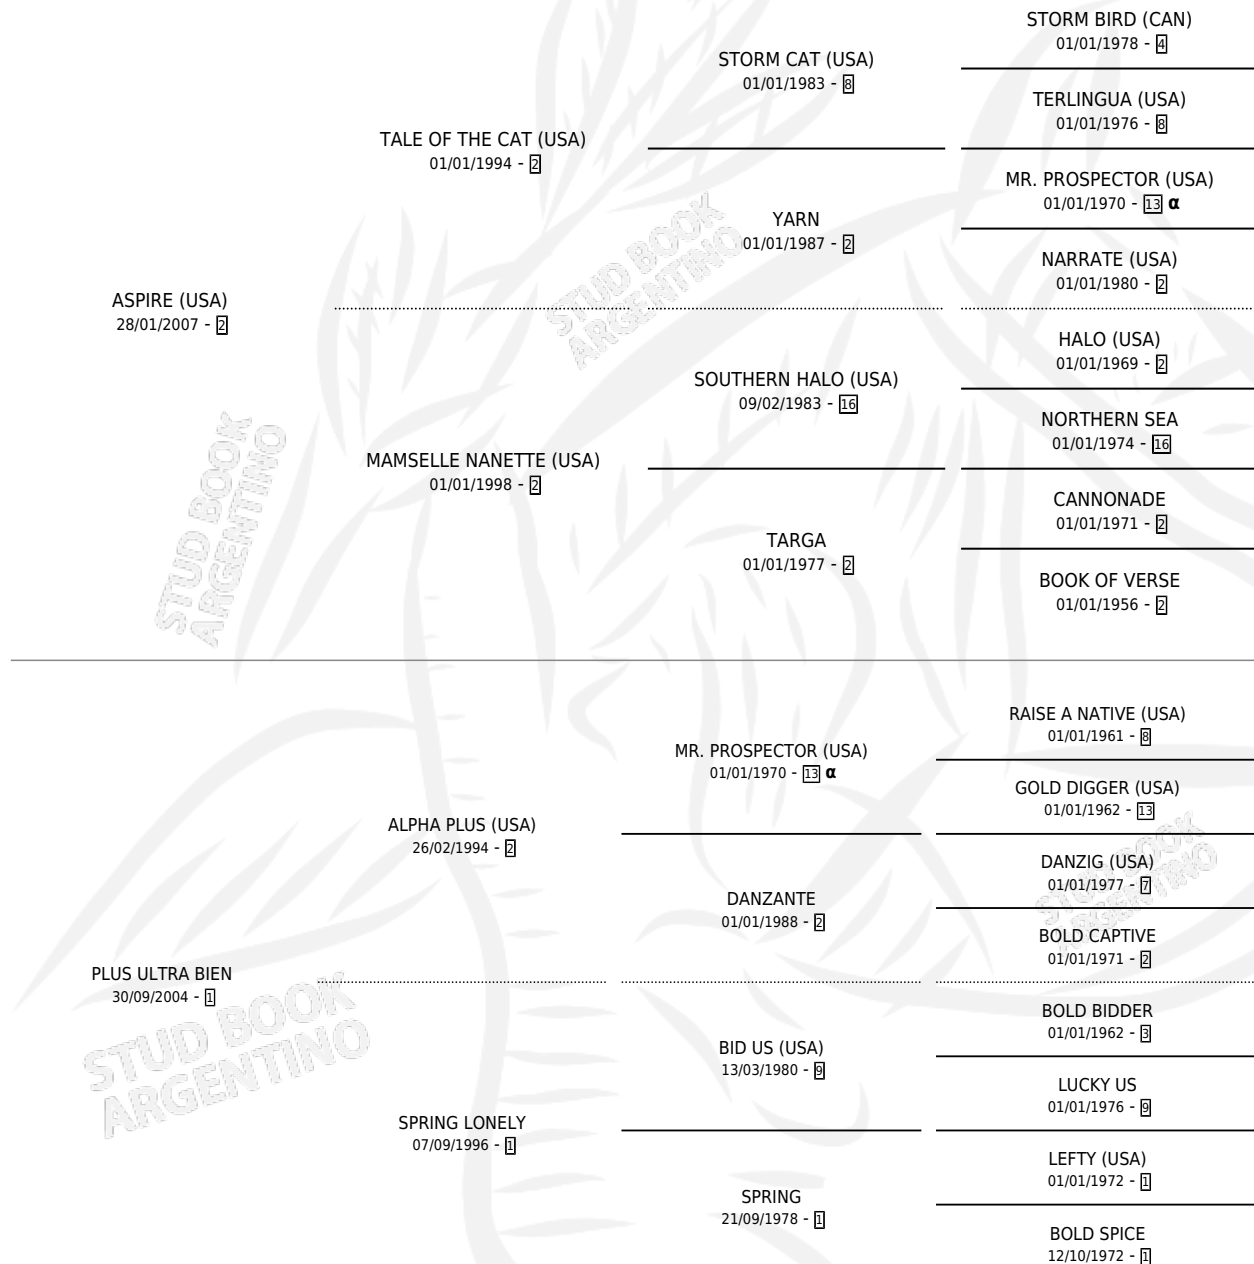 STORM BIRD (CAN)
01/01/1978 - 4
STORM CAT (USA)
01/01/1983 - 8
TERLINGUA (USA)
01/01/1976 - 8
TALE OF THE CAT (USA)
01/01/1994 - 2
MR. PROSPECTOR (USA)
01/01/1970 - 13 α
YARN
01/01/1987 - 2
NARRATE (USA)
01/01/1980 - 2
ASPIRE (USA)
28/01/2007 - 2
HALO (USA)
01/01/1969 - 2
SOUTHERN HALO (USA)
09/02/1983 - 16
NORTHERN SEA
01/01/1974 - 16
MAMSELLE NANETTE (USA)
01/01/1998 - 2
CANNONADE
01/01/1971 - 2
TARGA
01/01/1977 - 2
BOOK OF VERSE
01/01/1956 - 2
RAISE A NATIVE (USA)
01/01/1961 - 8
MR. PROSPECTOR (USA)
01/01/1970 - 13 α
GOLD DIGGER (USA)
01/01/1962 - 13
ALPHA PLUS (USA)
26/02/1994 - 2
DANZIG (USA)
01/01/1977 - 7
DANZANTE
01/01/1988 - 2
BOLD CAPTIVE
01/01/1971 - 2
PLUS ULTRA BIEN
30/09/2004 - 1
BOLD BIDDER
01/01/1962 - 3
BID US (USA)
13/03/1980 - 9
LUCKY US
01/01/1976 - 9
SPRING LONELY
07/09/1996 - 1
LEFTY (USA)
01/01/1972 - 1
SPRING
21/09/1978 - 1
BOLD SPICE
12/10/1972 - 1
STUD BOOK
ARGENTINO
STUD BOOK
ARGENTINO
STUD BOOK
ARGENTINO
STUD BOOK
ARGENTINO